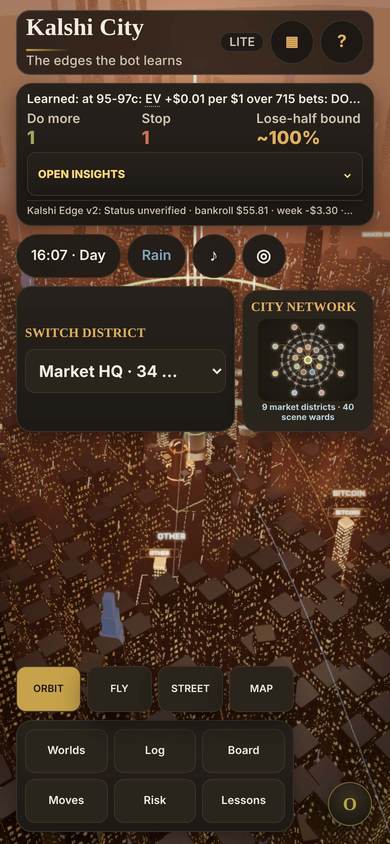 Kalshi City
LITE
?
The edges the bot learns
Learned: at 95-97c: EV +$0.01 per $1 over 715 bets: DO...
Do more
Stop
Lose-half bound
1
1
~100%
OPEN INSIGHTS
Kalshi Edge v2: Status unverified · bankroll $55.81 · week -$3.30 ·...
16:07 · Day
Rain
♪
◎
SWITCH DISTRICT
Market HQ · 34 ...
CITY NETWORK
9 market districts · 40
scene wards
BITCOIN
BITCOIN
OTHER
OTHER
ORBIT
FLY
STREET
MAP
Worlds
Log
Board
Moves
Risk
Lessons
O